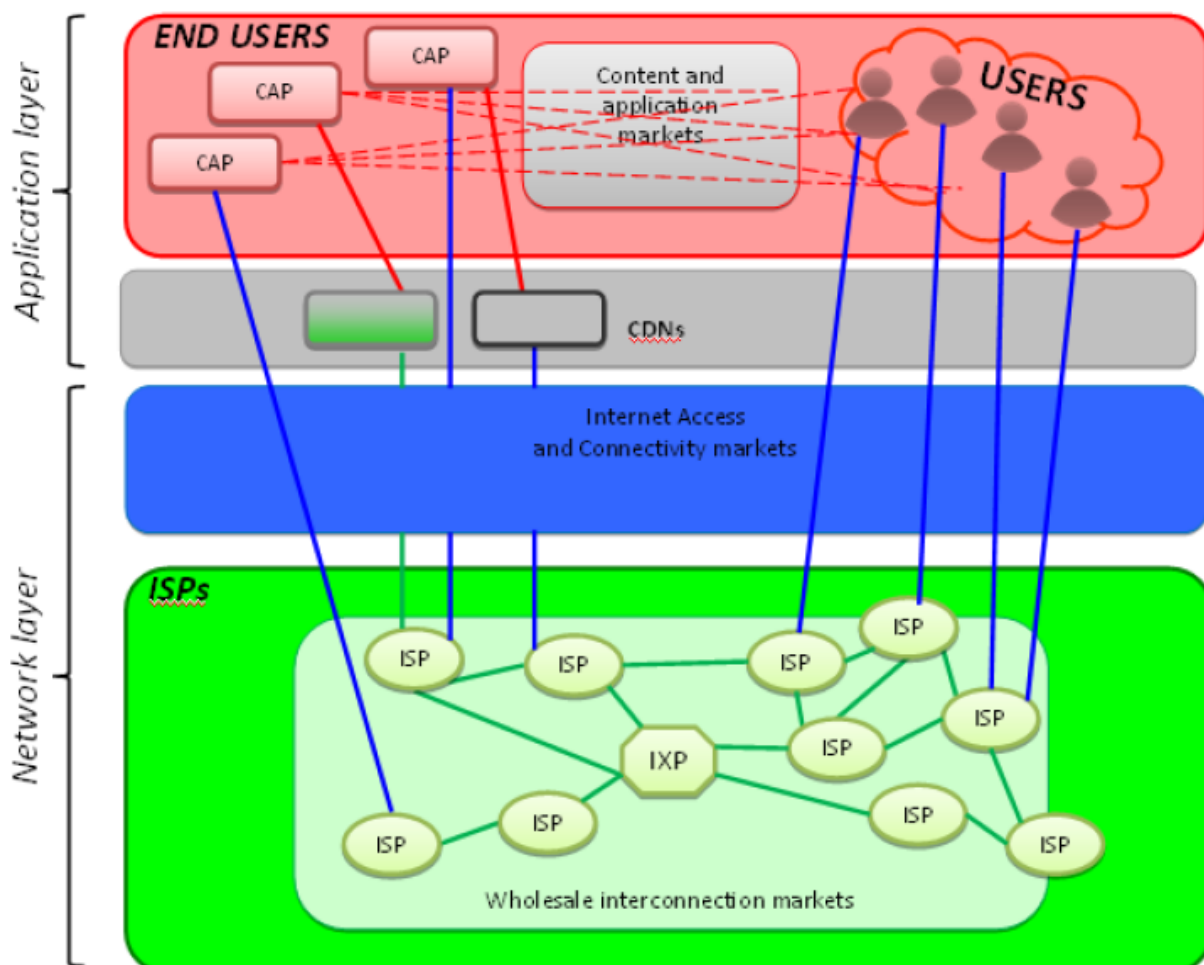 Application layer
END USERS
CAP
CAP
CAP
Content and
application
markets
USERS
CDNs
Network layer
Internet Access
and Connectivity markets
ISPs
ISP
ISP
ISP
ISP
ISP
ISP
IXP
ISP
ISP
ISP
ISP
Wholesale interconnection markets